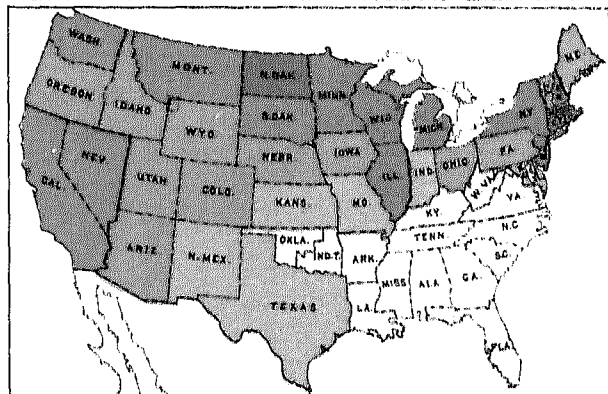 WASH.
MONT.
N.DAK
MINN.
ME.
OREGON
IDAHO
S.DAK
WIS
MICH
N.Y.
WYO.
NEBR.
IOWA
PA.
NEV
UTAH
COLO.
ILL
IND.
OHIO
W.VA
VA.
CAL
KANS.
MO.
KY.
ARIZ
N.MEX.
OKLA.
IND.T.
ARK.
TENN.
N.C
S.C.
TEXAS
LA.
MISS
ALA
GA.
FLA.